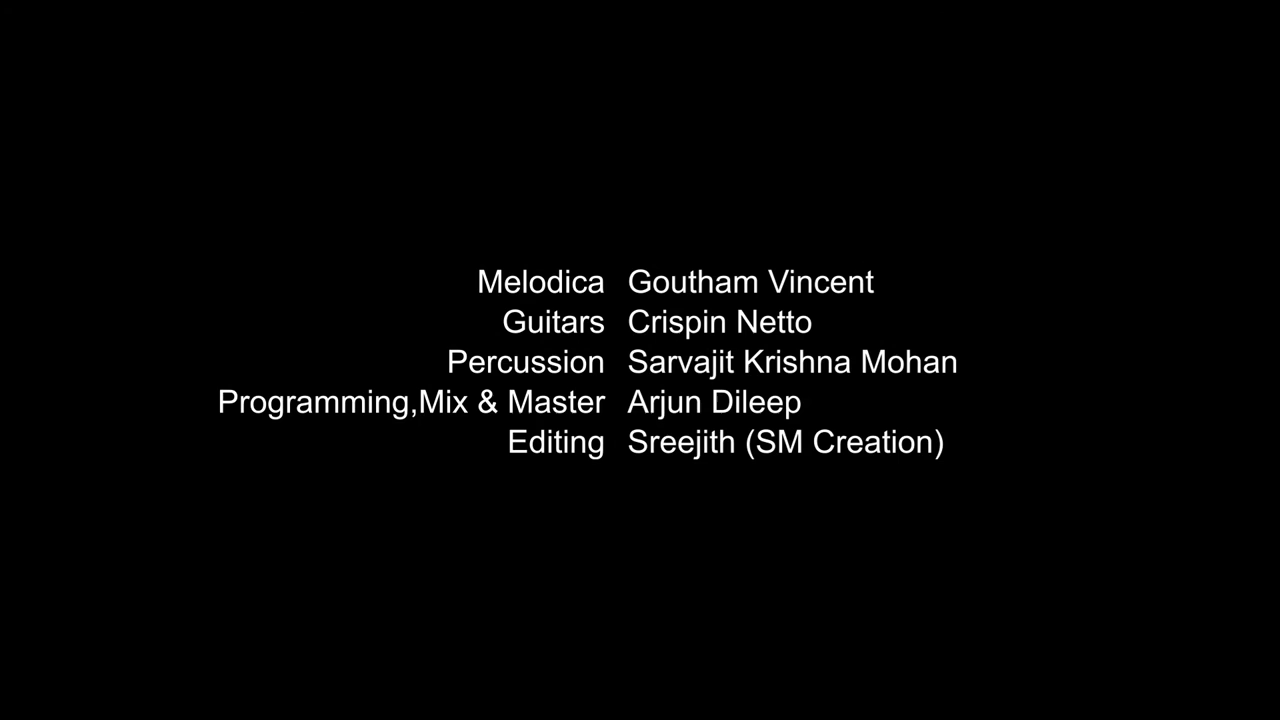 Melodica Goutham Vincent
Guitars Crispin Netto
Percussion Sarvajit Krishna Mohan
Programming,Mix & Master Arjun Dileep
Editing Sreejith (SM Creation)